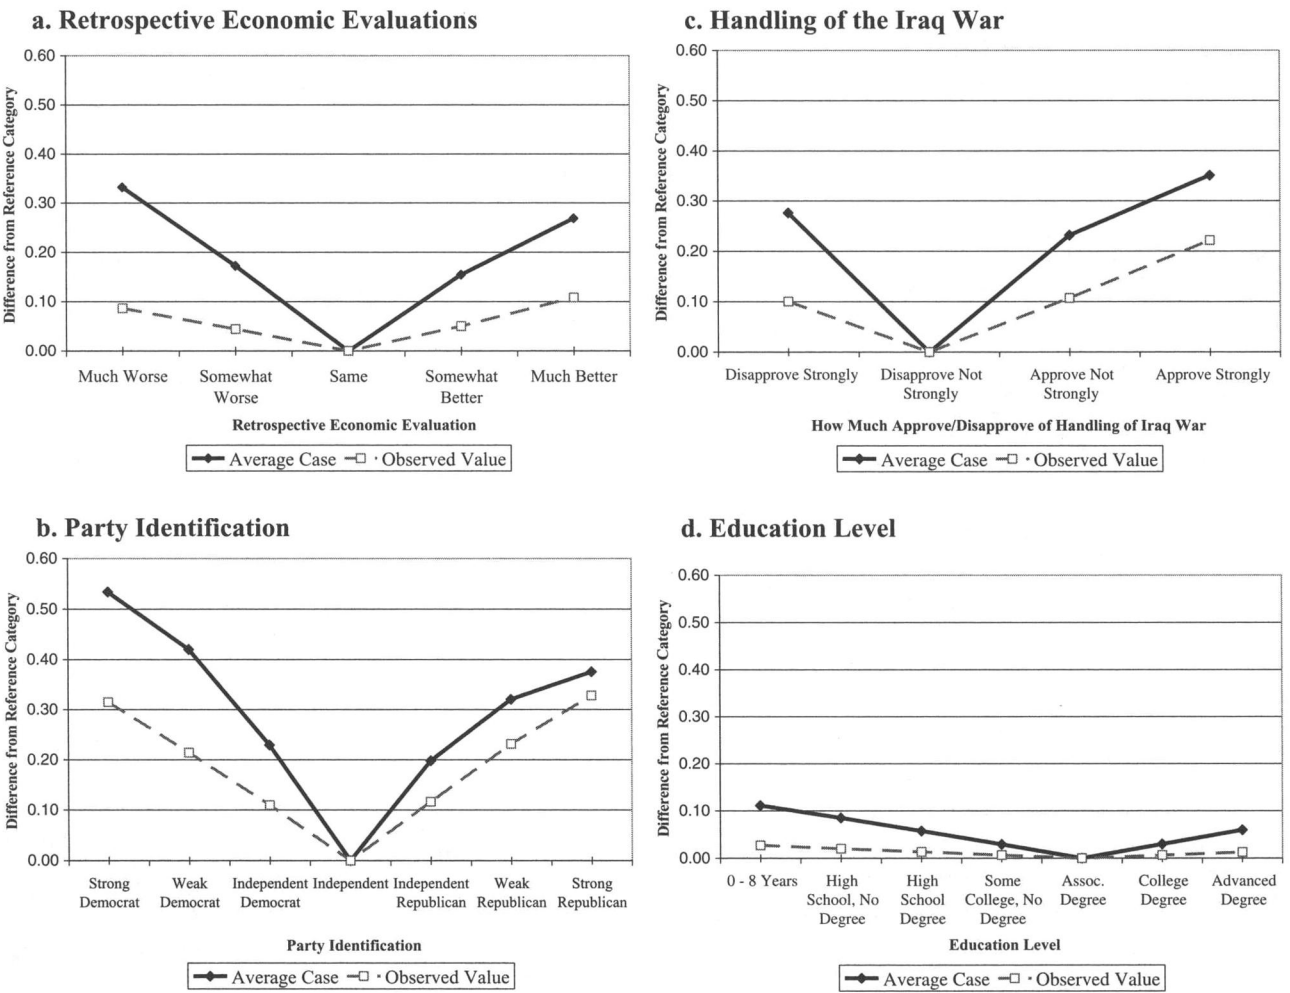 a. Retrospective Economic Evaluations
Difference from Reference Category
0.60
0.50
0.40
0.30
0.20
0.10
0.00
Much Worse
Somewhat
Worse
Same
Somewhat
Better
Much Better
Retrospective Economic Evaluation
Average Case
Observed Value
c. Handling of the Iraq War
Difference from Reference Category
0.60
0.50
0.40
0.30
0.20
0.10
0.00
Disapprove Strongly
Disapprove Not
Strongly
Approve Not
Strongly
Approve Strongly
How Much Approve/Disapprove of Handling of Iraq War
Average Case
Observed Value
b. Party Identification
Difference from Reference Category
0.60
0.50
0.40
0.30
0.20
0.10
0.00
Strong
Democrat
Weak
Democrat
Independent
Democrat
Independent
Independent
Republican
Weak
Republican
Strong
Republican
Party Identification
Average Case
Observed Value
d. Education Level
Difference from Reference Category
0.60
0.50
0.40
0.30
0.20
0.10
0.00
0 - 8 Years
High
School, No
Degree
High
School
Degree
Some
College, No
Degree
Assoc.
Degree
College
Degree
Advanced
Degree
Education Level
Average Case
Observed Value